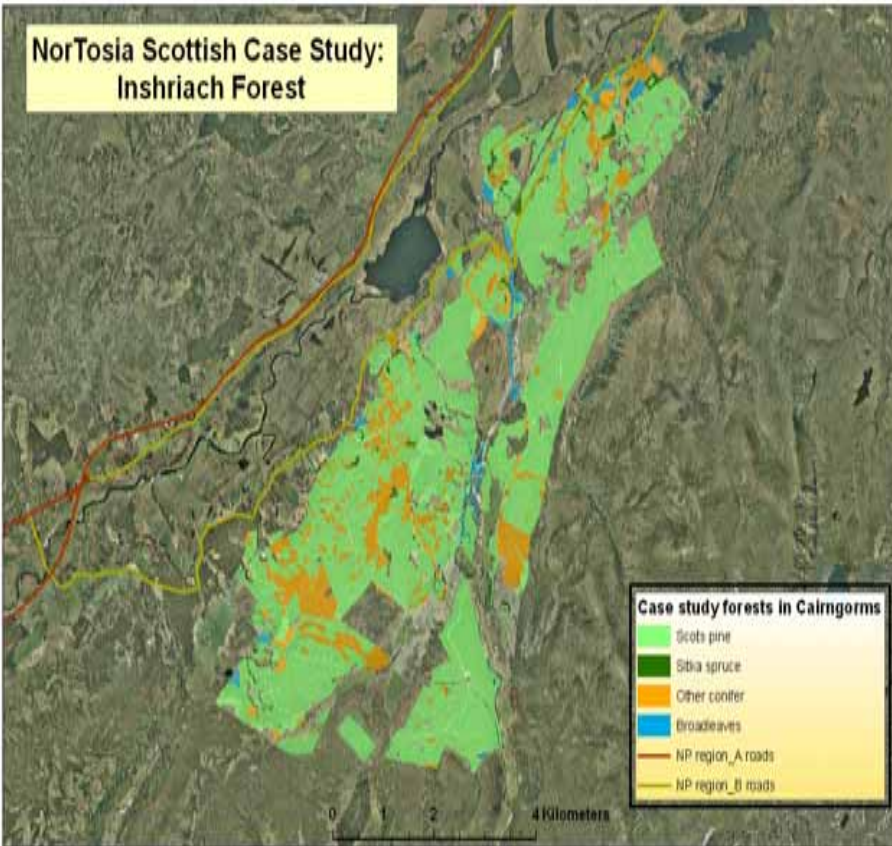 NorTosia Scottish Case Study:
Inshriach Forest
Case study forests in Cairngorms
Scots pine
Sitka spruce
Other conifer
Broadleaves
NP region_A roads
NP region_B roads
0 1 2 4 Kilometers